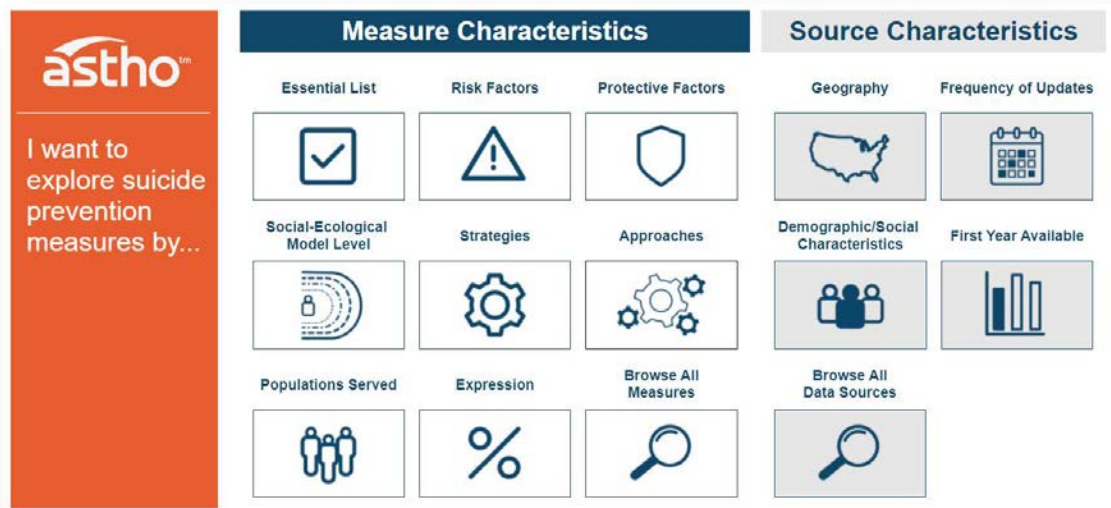 astho™
I want to
explore suicide
prevention
measures by...
Measure Characteristics
Essential List
Risk Factors
Protective Factors
Social-Ecological
Model Level
Strategies
Approaches
Populations Served
Expression
Browse All
Measures
Source Characteristics
Geography
Frequency of Updates
Demographic/Social
Characteristics
First Year Available
Browse All
Data Sources